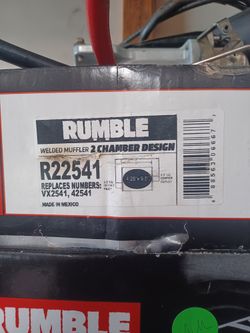 RUMBLE
WELDED MUFFLER 2 CHAMBER DESIGN
R22541
REPLACES NUMBERS:
VX2541, 42541
MADE IN MEXICO
RUMBLE